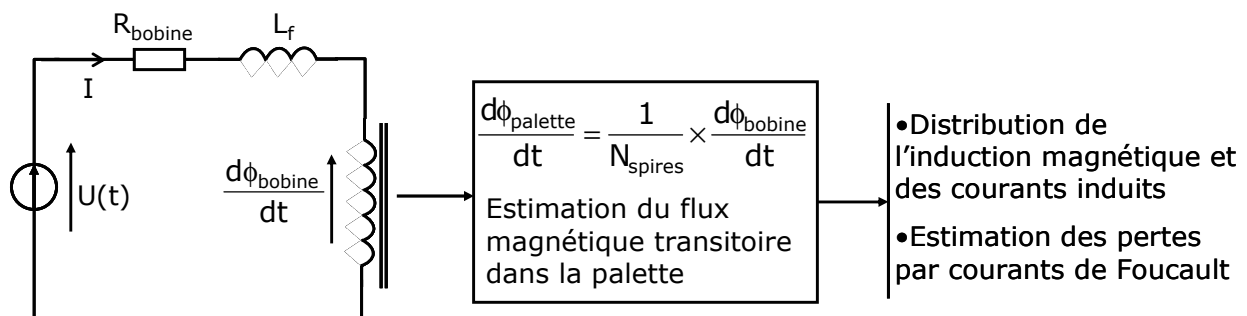 R_bobine
L_f
I
U(t)
dϕ_bobine
dt
dϕ_palette / dt = 1 / N_spires × dϕ_bobine / dt
Estimation du flux
magnétique transitoire
dans la palette
•Distribution de
l'induction magnétique et
des courants induits
•Estimation des pertes
par courants de Foucault